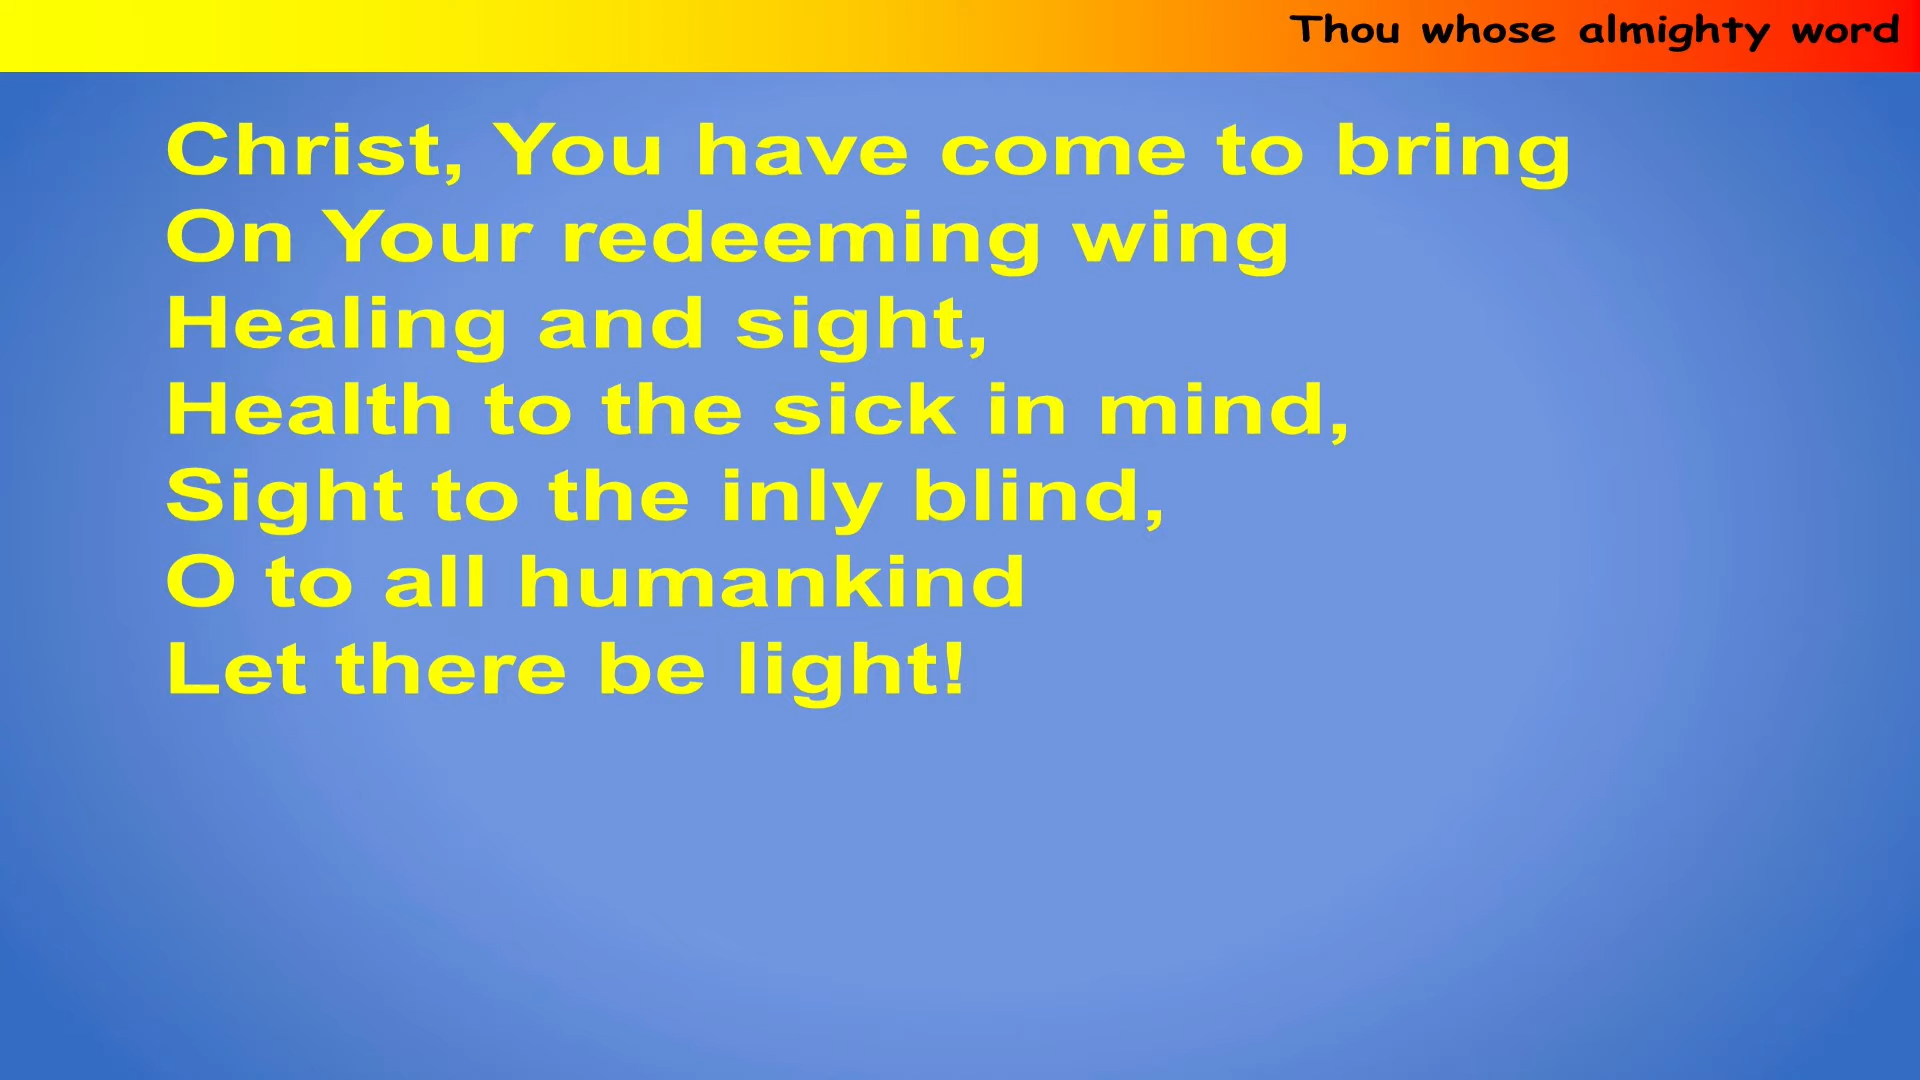 Thou whose almighty word
Christ, You have come to bring
On Your redeeming wing
Healing and sight,
Health to the sick in mind,
Sight to the inly blind,
O to all humankind
Let there be light!